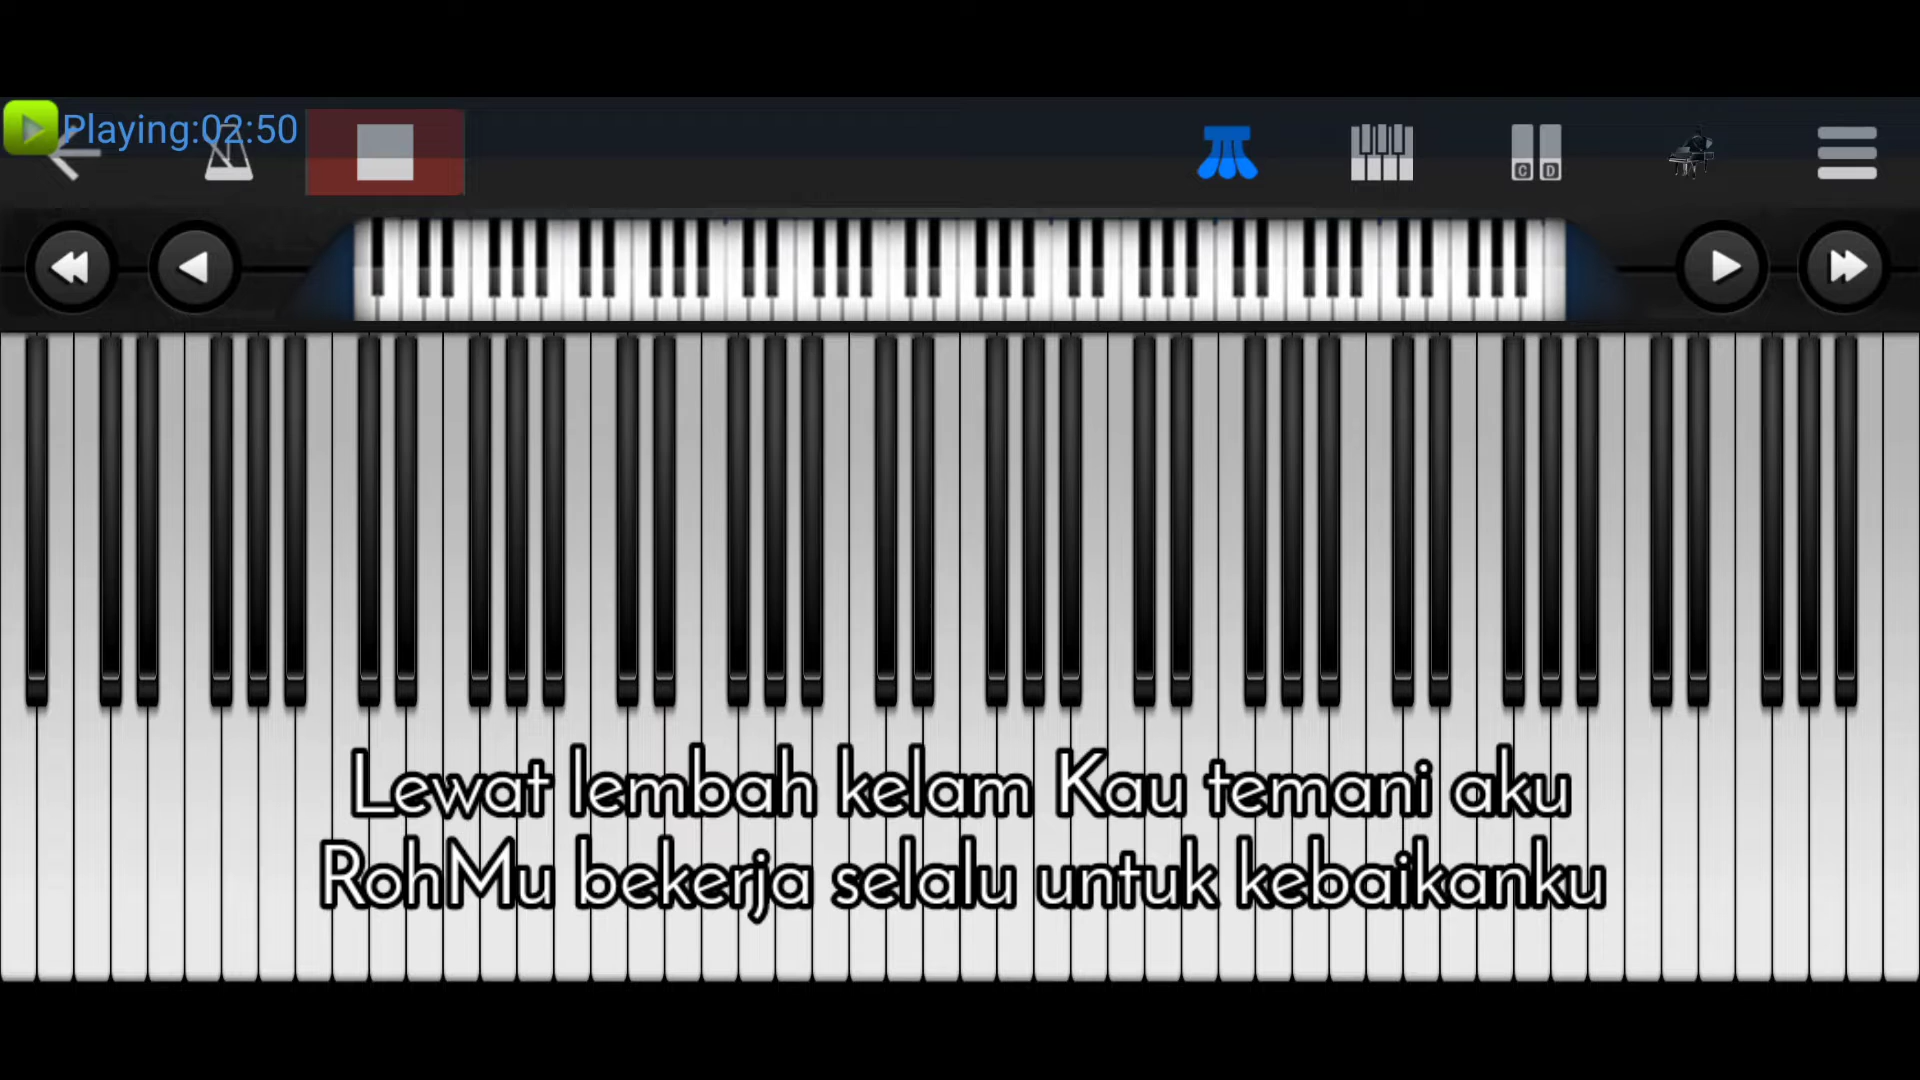 Playing:02:50
C D
Lewat lembah kelam Kau temani aku
RohMu bekerja selalu untuk kebaikanku